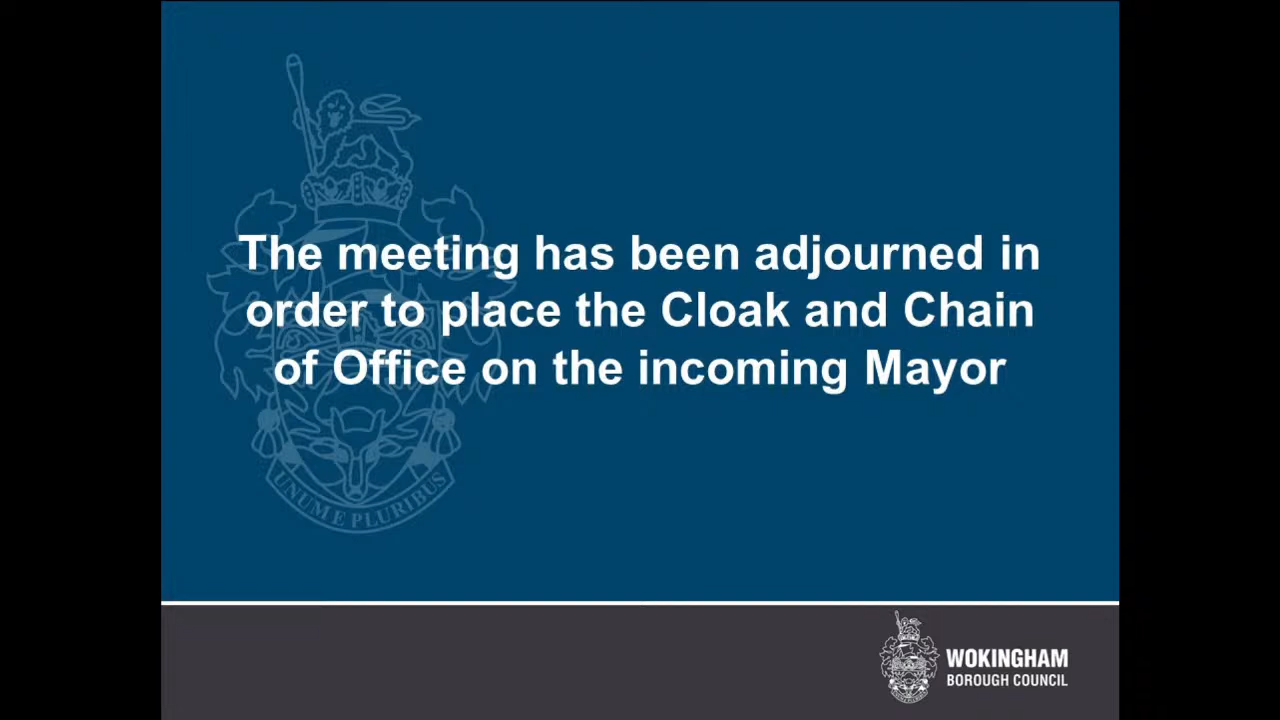 The meeting has been adjourned in
order to place the Cloak and Chain
of Office on the incoming Mayor
UNUM E PLURIBUS
WOKINGHAM
BOROUGH COUNCIL